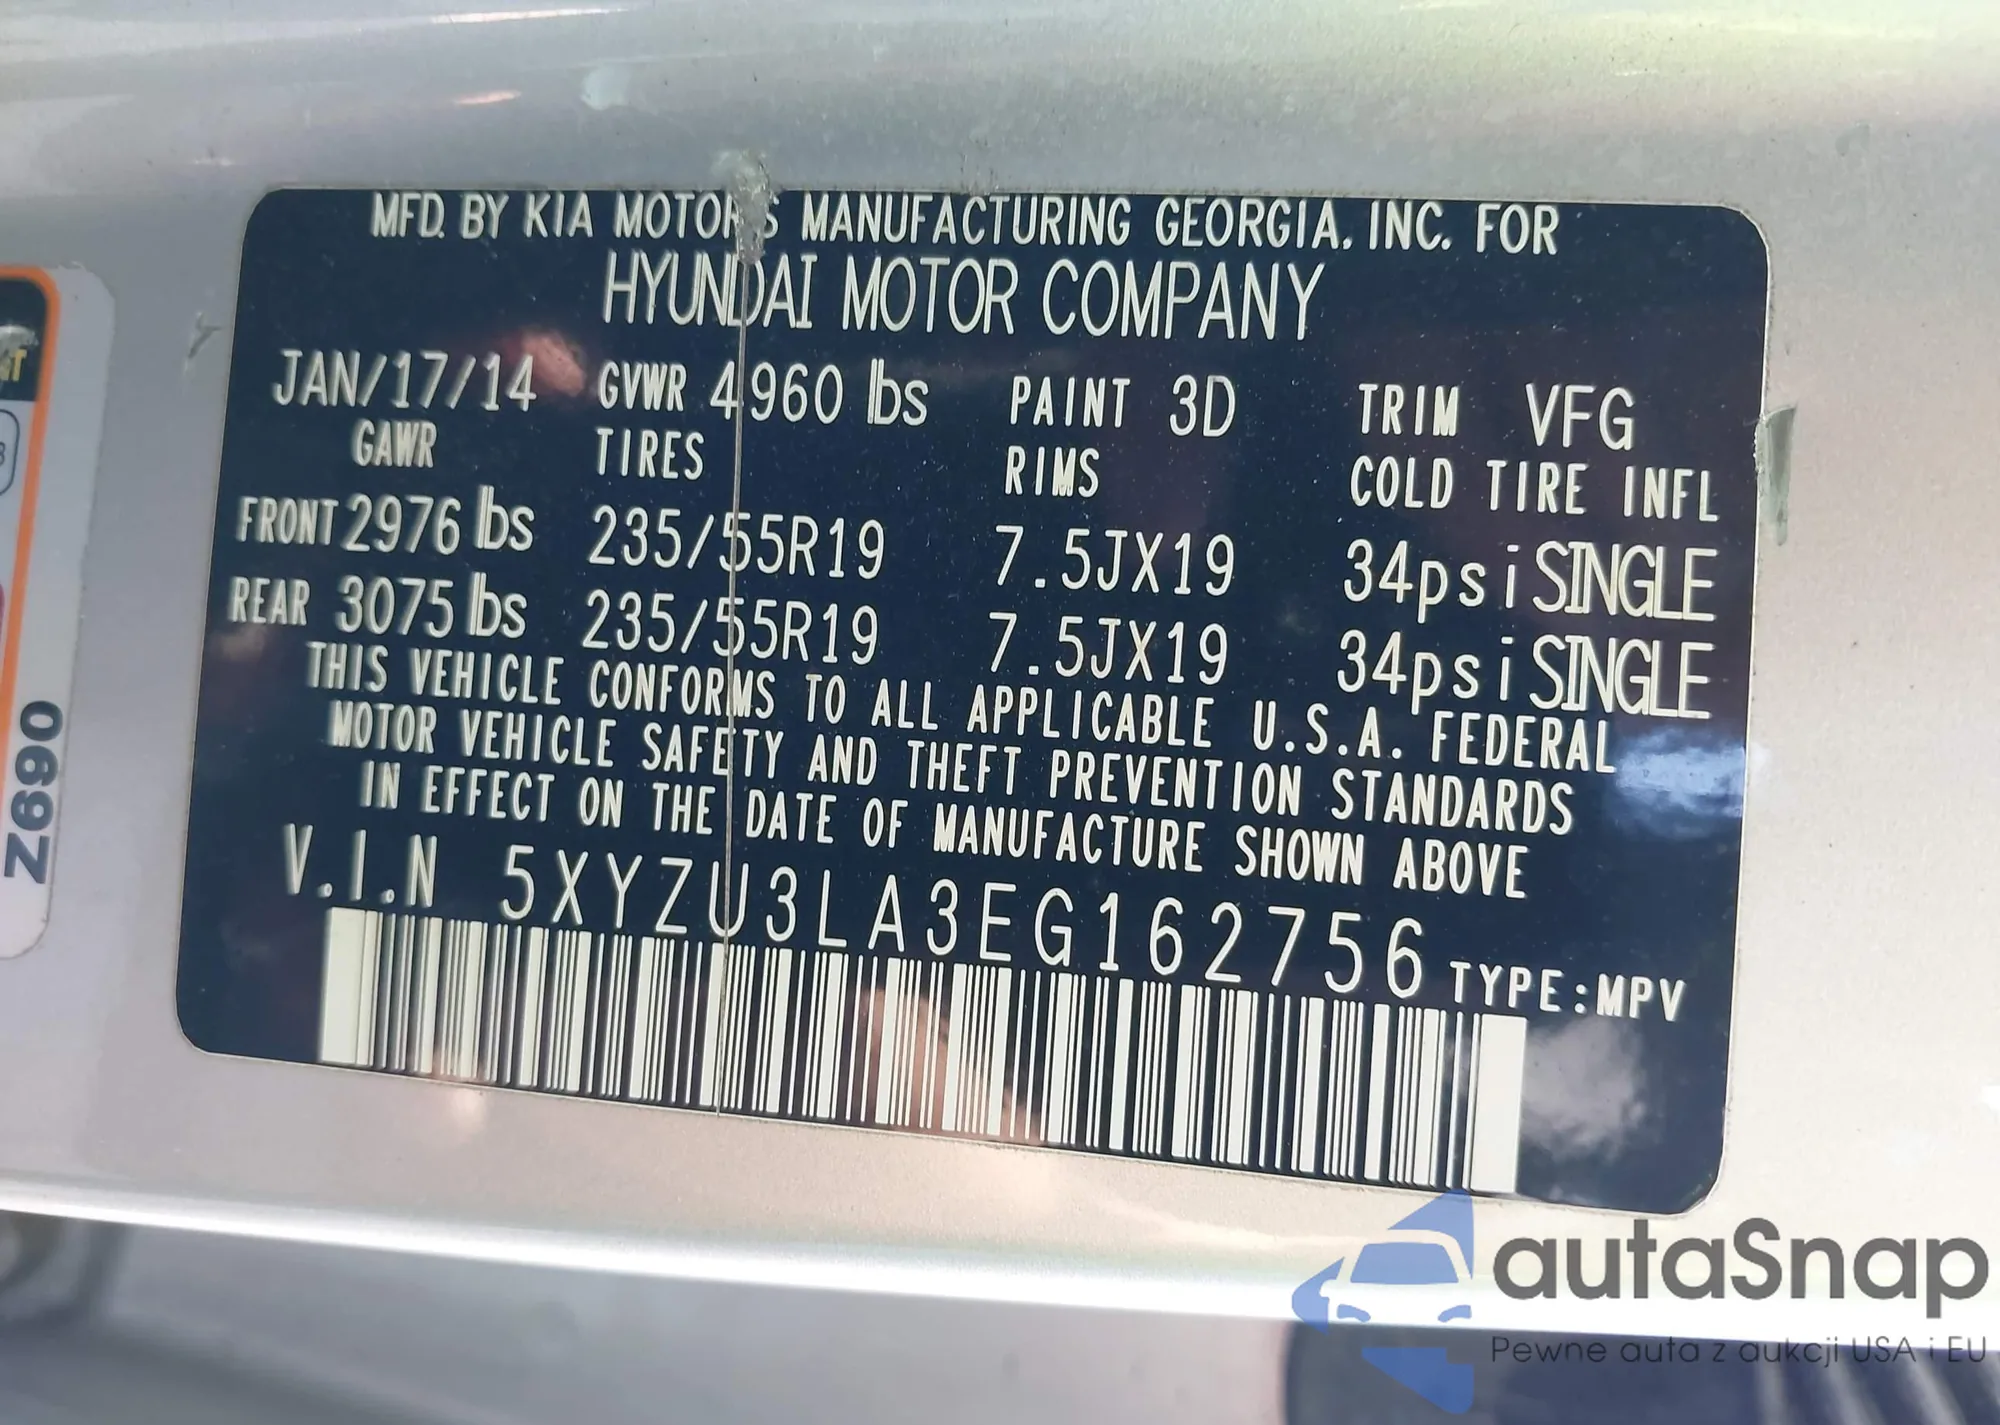 MFD. BY KIA MOTORS MANUFACTURING GEORGIA, INC. FOR
HYUNDAI MOTOR COMPANY
JAN/17/14 GVWR 4960 lbs PAINT 3D TRIM VFG
GAWR TIRES RIMS COLD TIRE INFL
FRONT 2976 lbs 235/55R19 7.5JX19 34psi SINGLE
REAR 3075 lbs 235/55R19 7.5JX19 34psi SINGLE
THIS VEHICLE CONFORMS TO ALL APPLICABLE U.S.A. FEDERAL
MOTOR VEHICLE SAFETY AND THEFT PREVENTION STANDARDS
IN EFFECT ON THE DATE OF MANUFACTURE SHOWN ABOVE
V.I.N 5XYZU3LA3EG162756 TYPE:MPV
Z690
autaSnap
Pewne auta z aukcji USA i EU